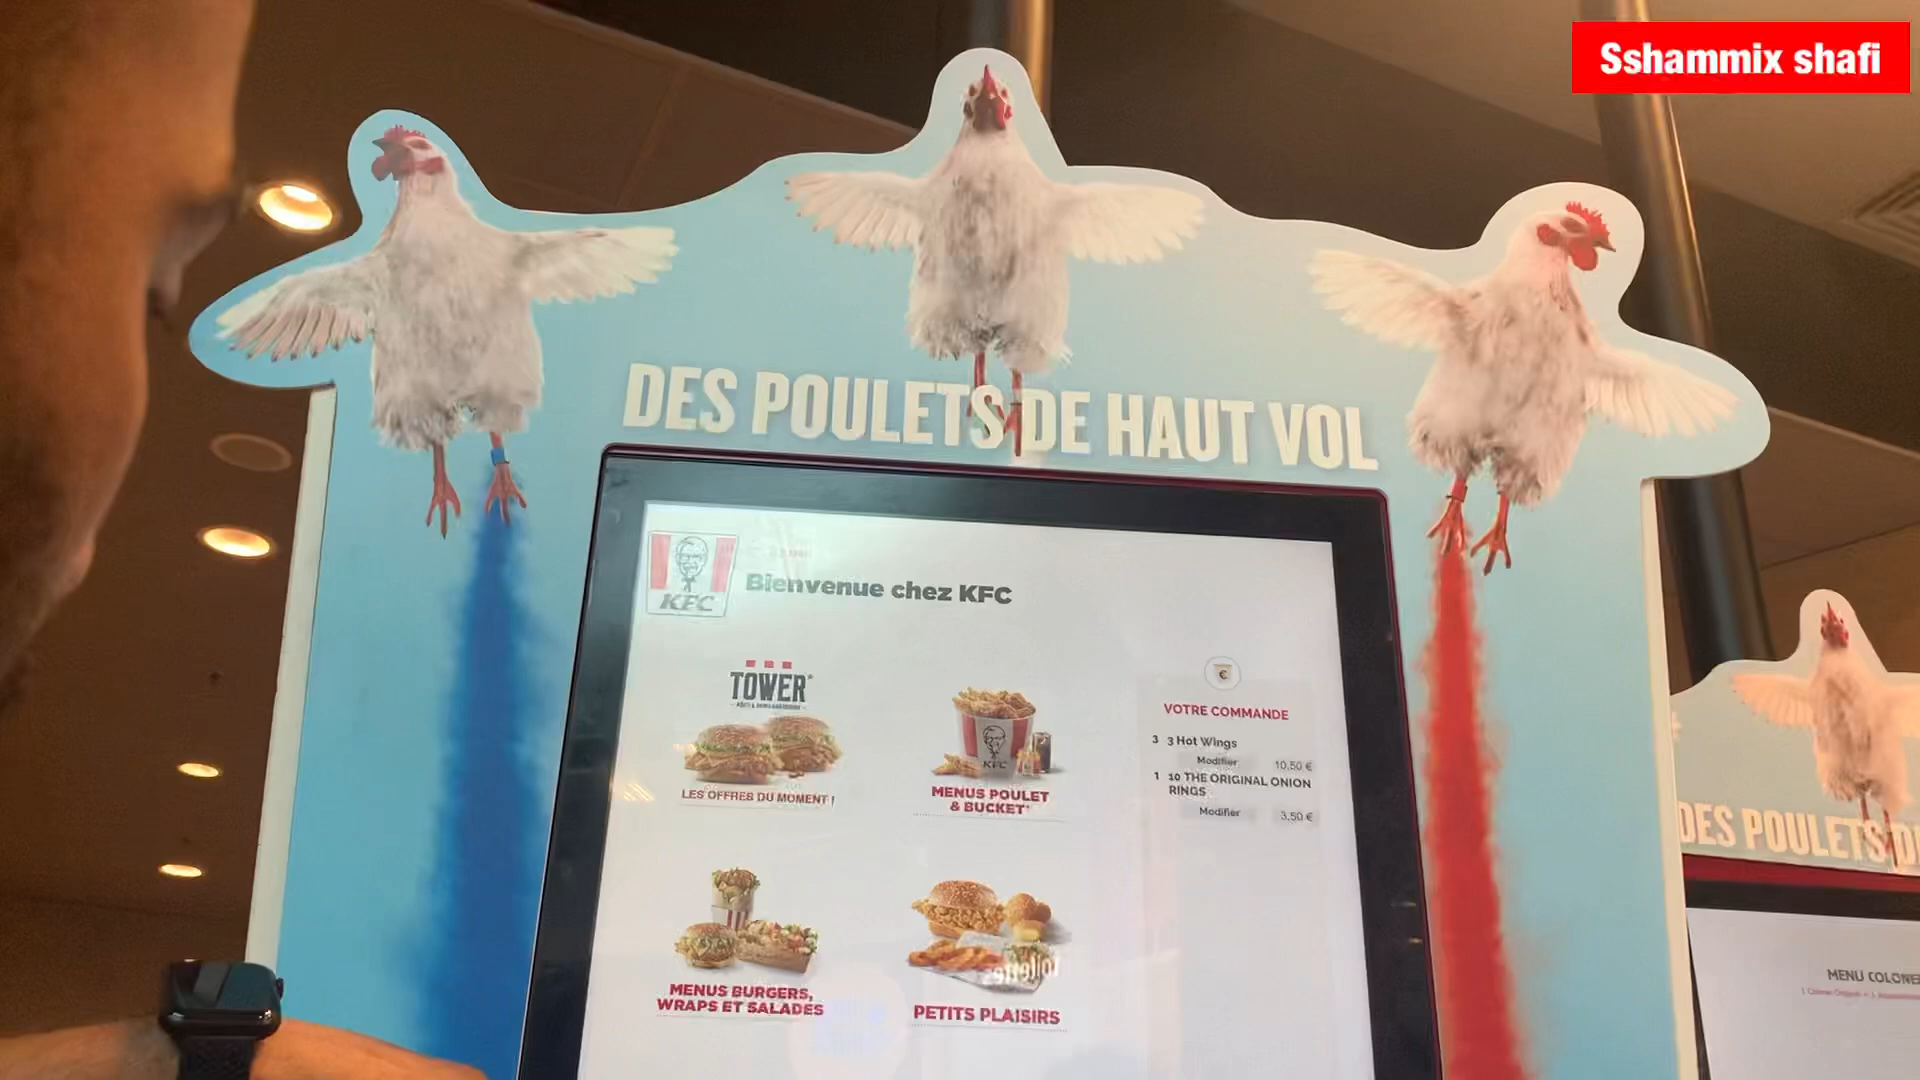 Sshammix shafi
DES POULETS DE HAUT VOL
KFC
Bienvenue chez KFC
TOWER
LES OFFRES DU MOMENT !
KFC
MENUS POULET
& BUCKET
VOTRE COMMANDE
3 3 Hot Wings
Modifier 10,50 €
1 10 THE ORIGINAL ONION
RINGS
Modifier 3,50 €
MENUS BURGERS,
WRAPS ET SALADES
PETITS PLAISIRS
Toilettes
DES POULETS D
MENU COLONEL